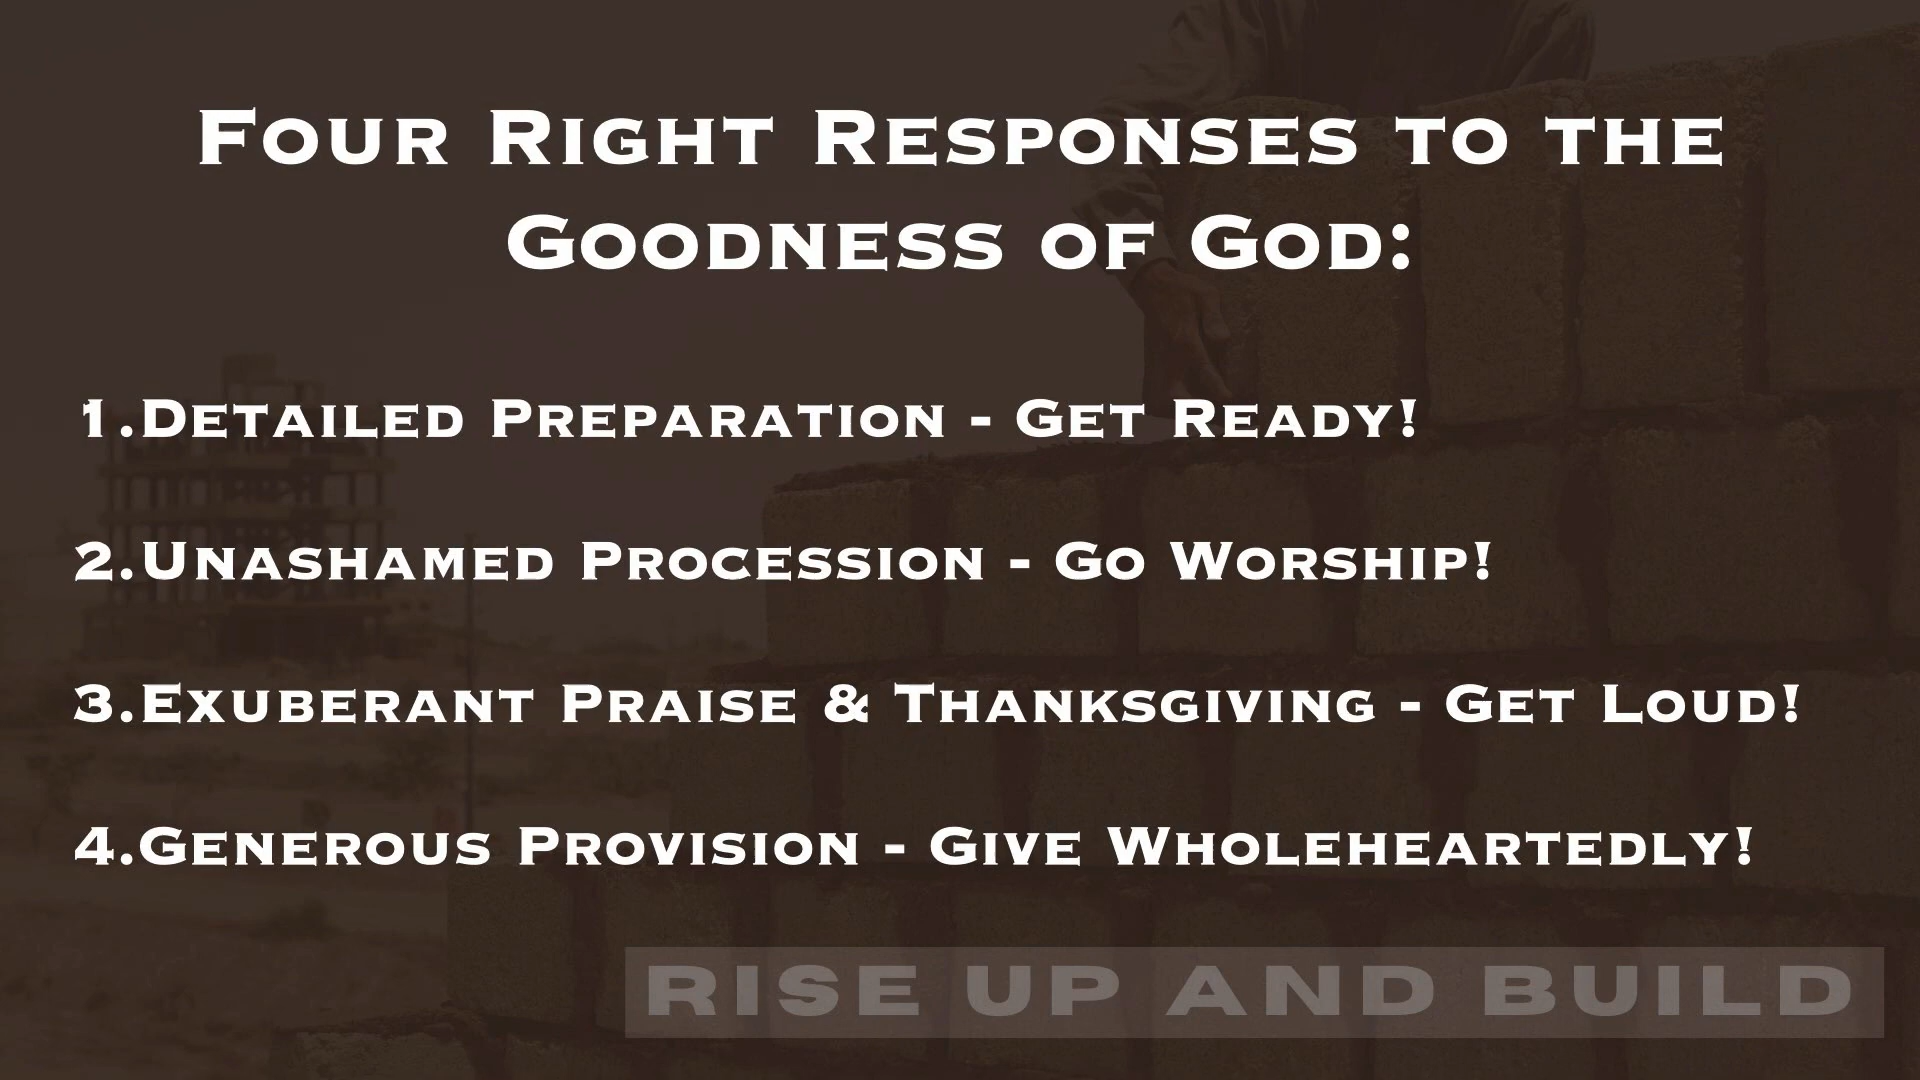 Four Right Responses to the
Goodness of God:
1.Detailed Preparation - Get Ready!
2.Unashamed Procession - Go Worship!
3.Exuberant Praise & Thanksgiving - Get Loud!
4.Generous Provision - Give Wholeheartedly!
RISE UP AND BUILD